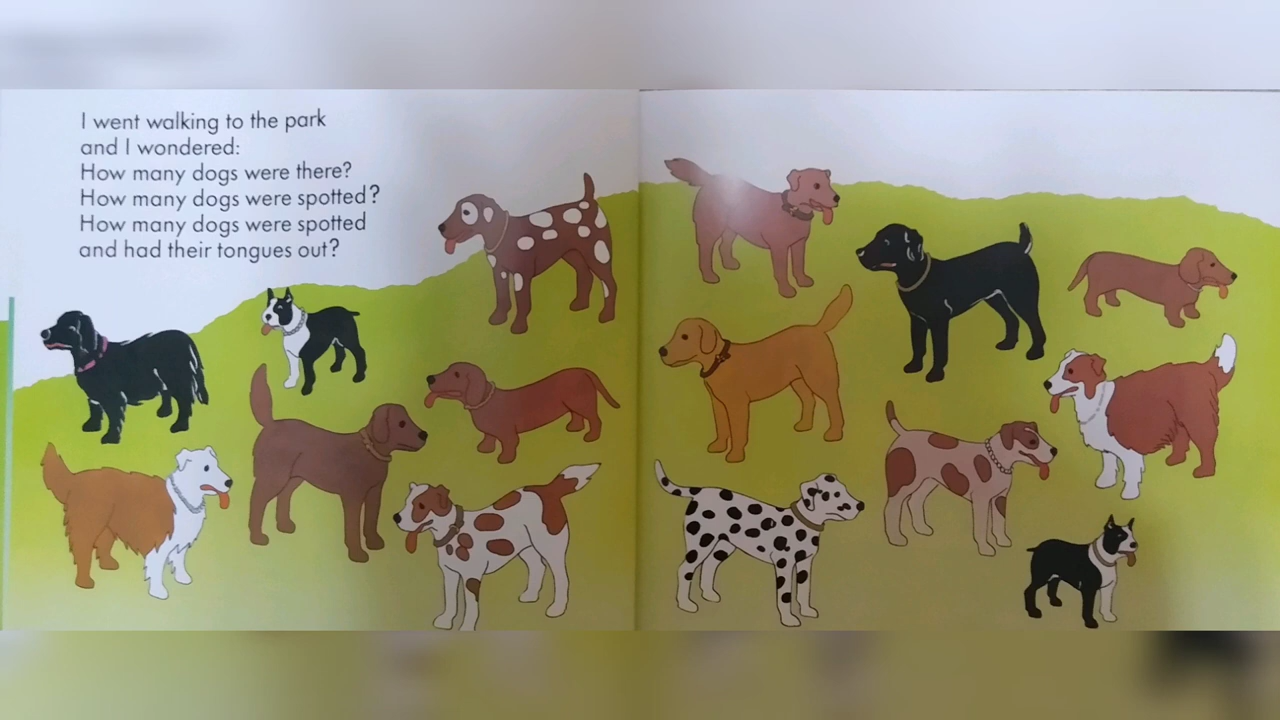 I went walking to the park
and I wondered:
How many dogs were there?
How many dogs were spotted?
How many dogs were spotted
and had their tongues out?